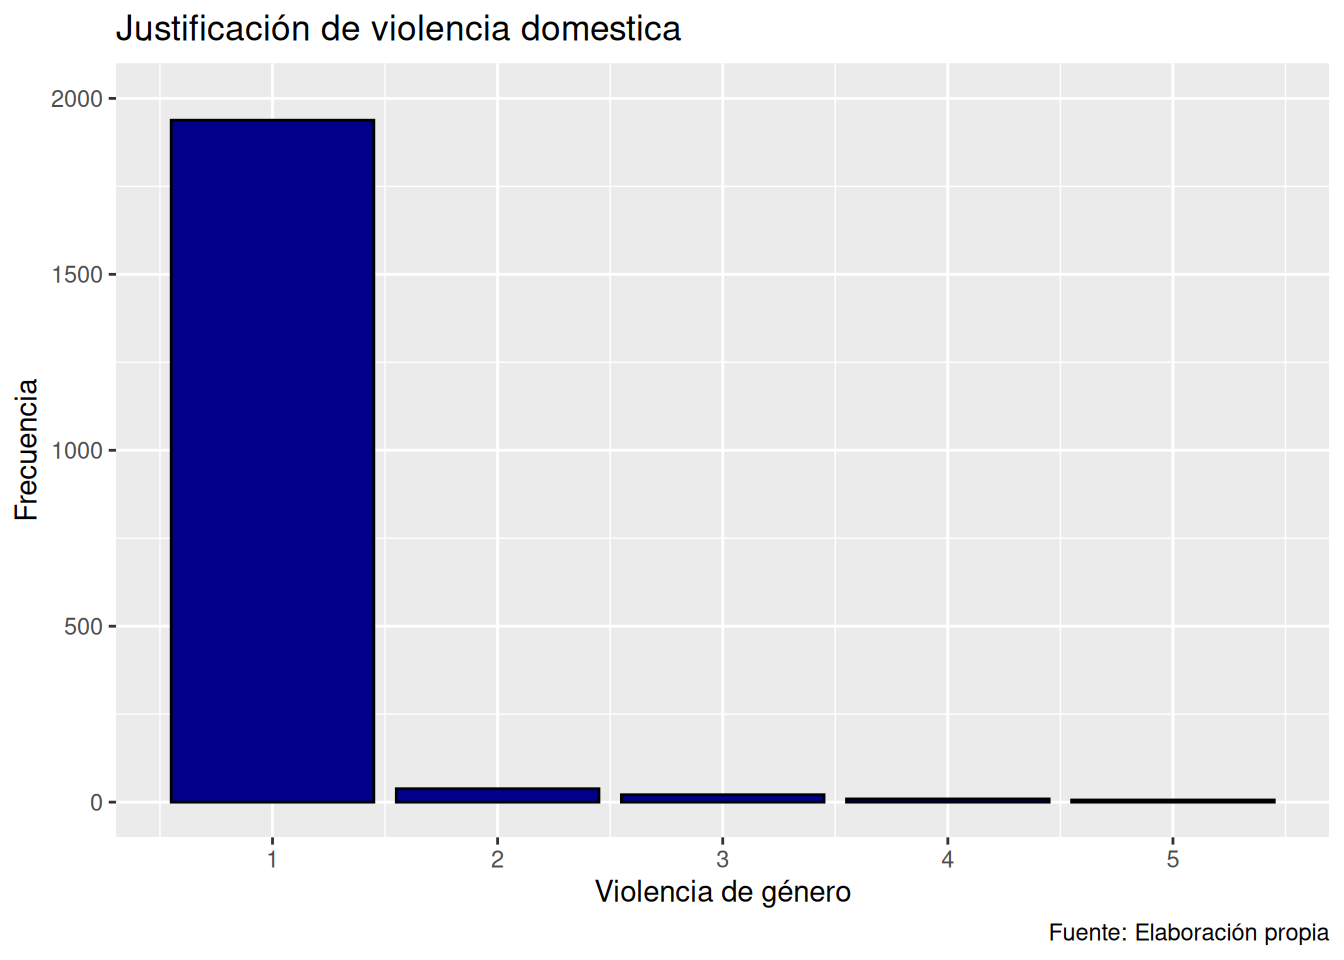 Justificación de violencia domestica
2000
1500
1000
500
0
Frecuencia
1 2 3 4 5
Violencia de género
Fuente: Elaboración propia